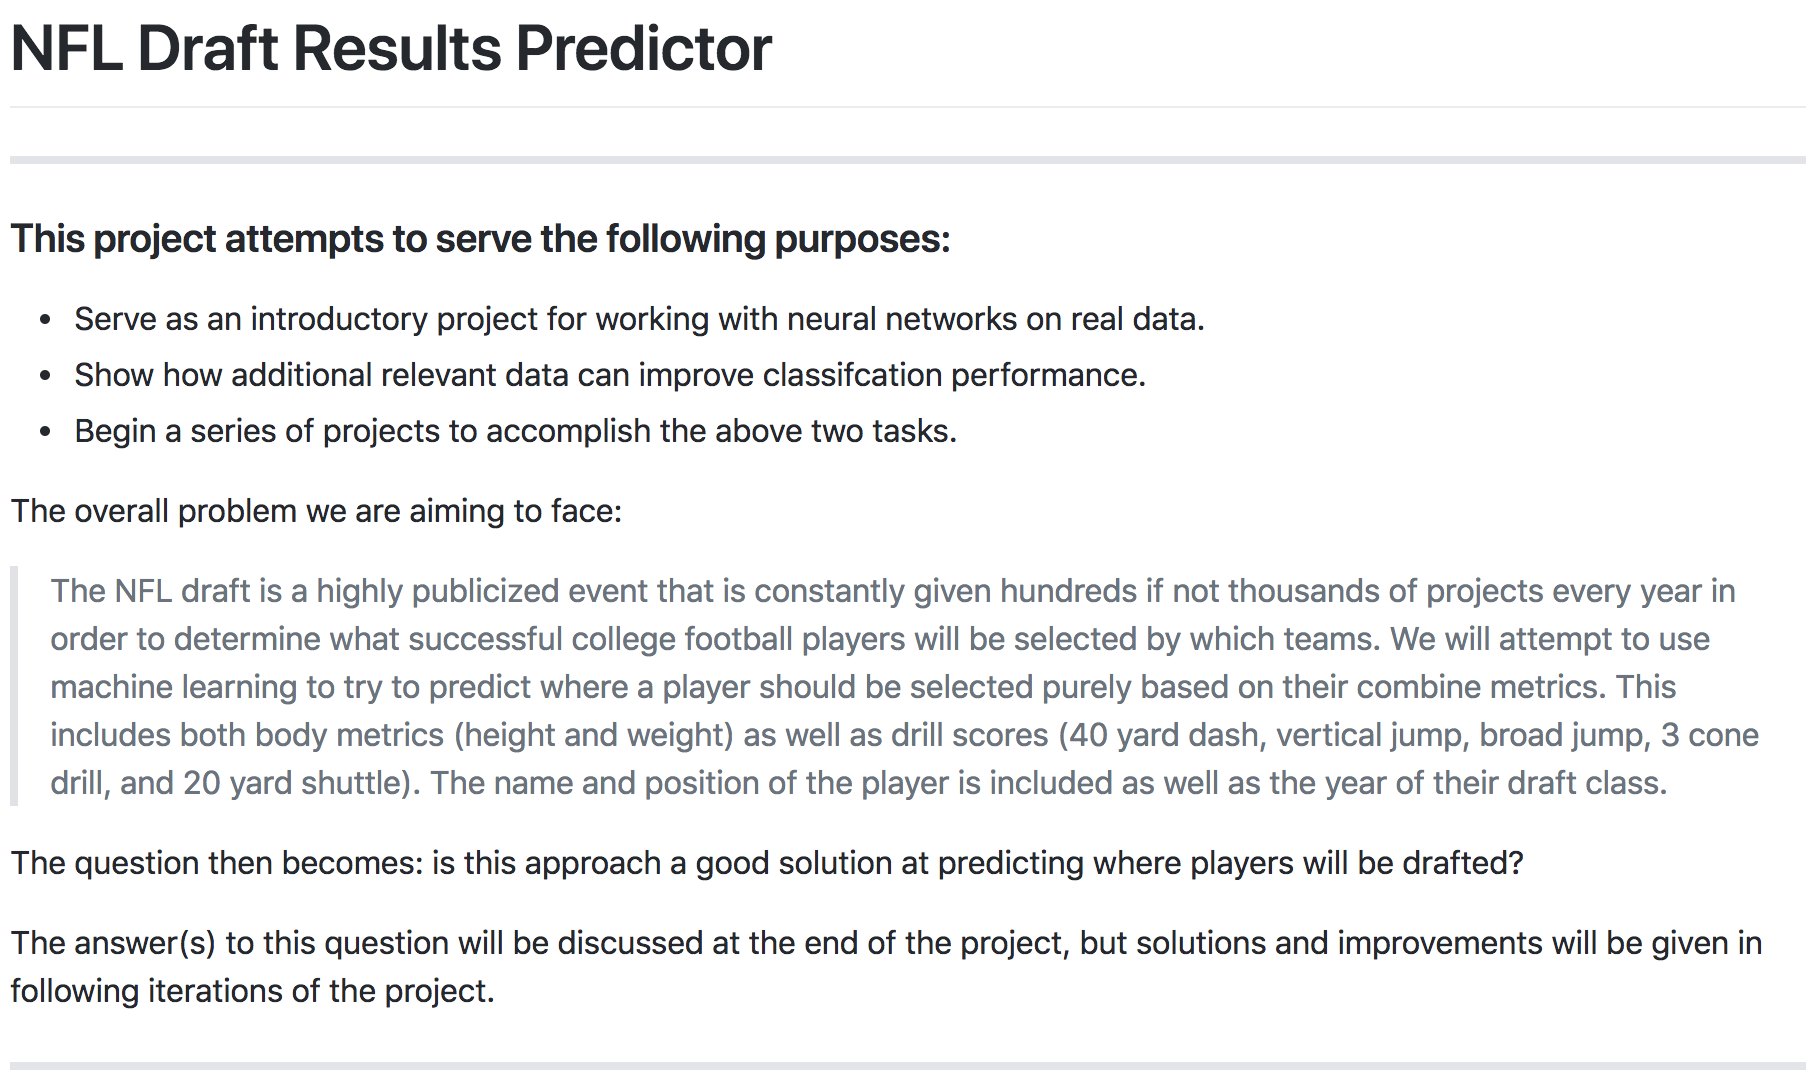 NFL Draft Results Predictor
This project attempts to serve the following purposes:
• Serve as an introductory project for working with neural networks on real data.
• Show how additional relevant data can improve classifcation performance.
• Begin a series of projects to accomplish the above two tasks.
The overall problem we are aiming to face:
The NFL draft is a highly publicized event that is constantly given hundreds if not thousands of projects every year in
order to determine what successful college football players will be selected by which teams. We will attempt to use
machine learning to try to predict where a player should be selected purely based on their combine metrics. This
includes both body metrics (height and weight) as well as drill scores (40 yard dash, vertical jump, broad jump, 3 cone
drill, and 20 yard shuttle). The name and position of the player is included as well as the year of their draft class.
The question then becomes: is this approach a good solution at predicting where players will be drafted?
The answer(s) to this question will be discussed at the end of the project, but solutions and improvements will be given in
following iterations of the project.